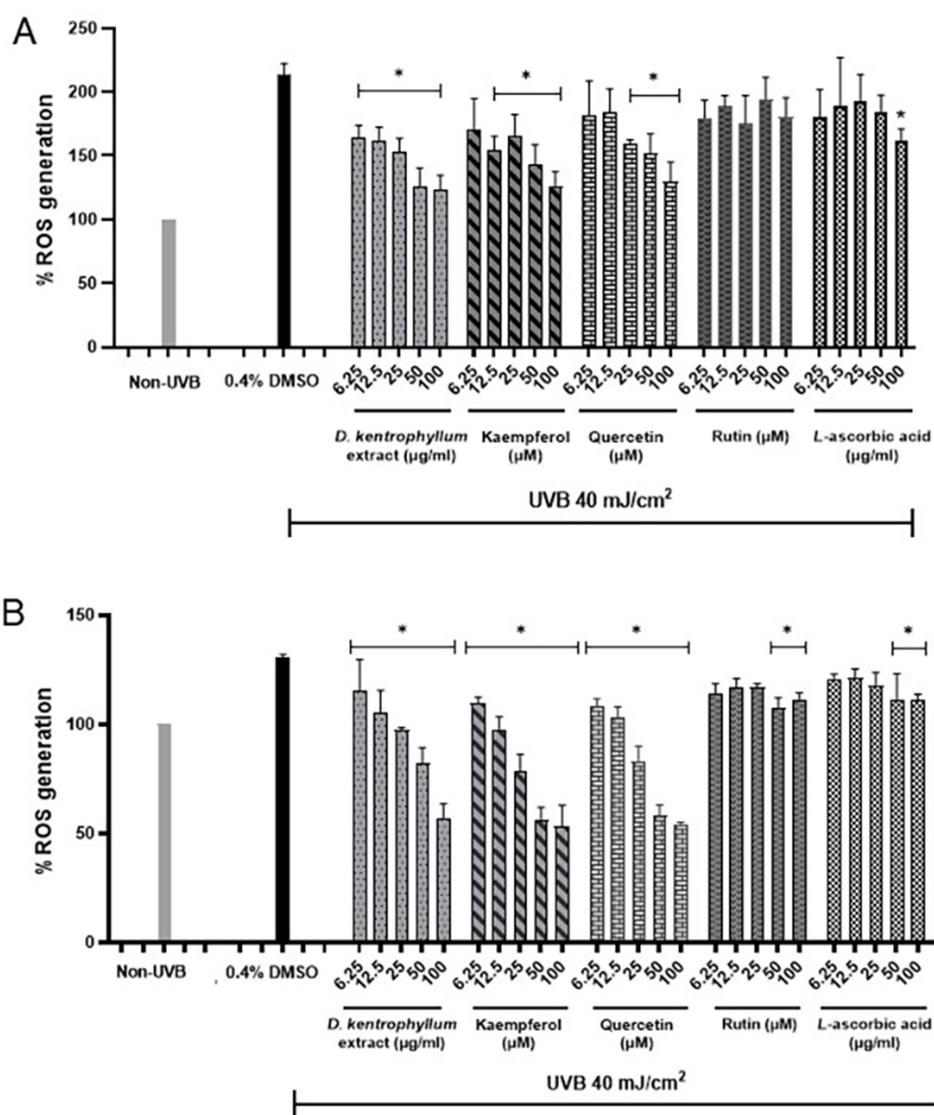 A
250
200
150
100
50
0
% ROS generation
* * * *
6.25 12.5 25 50 100 6.25 12.5 25 50 100 6.25 12.5 25 50 100 6.25 12.5 25 50 100 6.25 12.5 25 50 100
Non-UVB 0.4% DMSO
D. kentrophyllum Kaempferol Quercetin Rutin (µM) L-ascorbic acid
extract (µg/ml) (µM) (µM) (µg/ml)
UVB 40 mJ/cm²
B
150
100
50
0
% ROS generation
* * * * *
6.25 12.5 25 50 100 6.25 12.5 25 50 100 6.25 12.5 25 50 100 6.25 12.5 25 50 100 6.25 12.5 25 50 100
Non-UVB 0.4% DMSO
D. kentrophyllum Kaempferol Quercetin Rutin (µM) L-ascorbic acid
extract (µg/ml) (µM) (µM) (µg/ml)
UVB 40 mJ/cm²